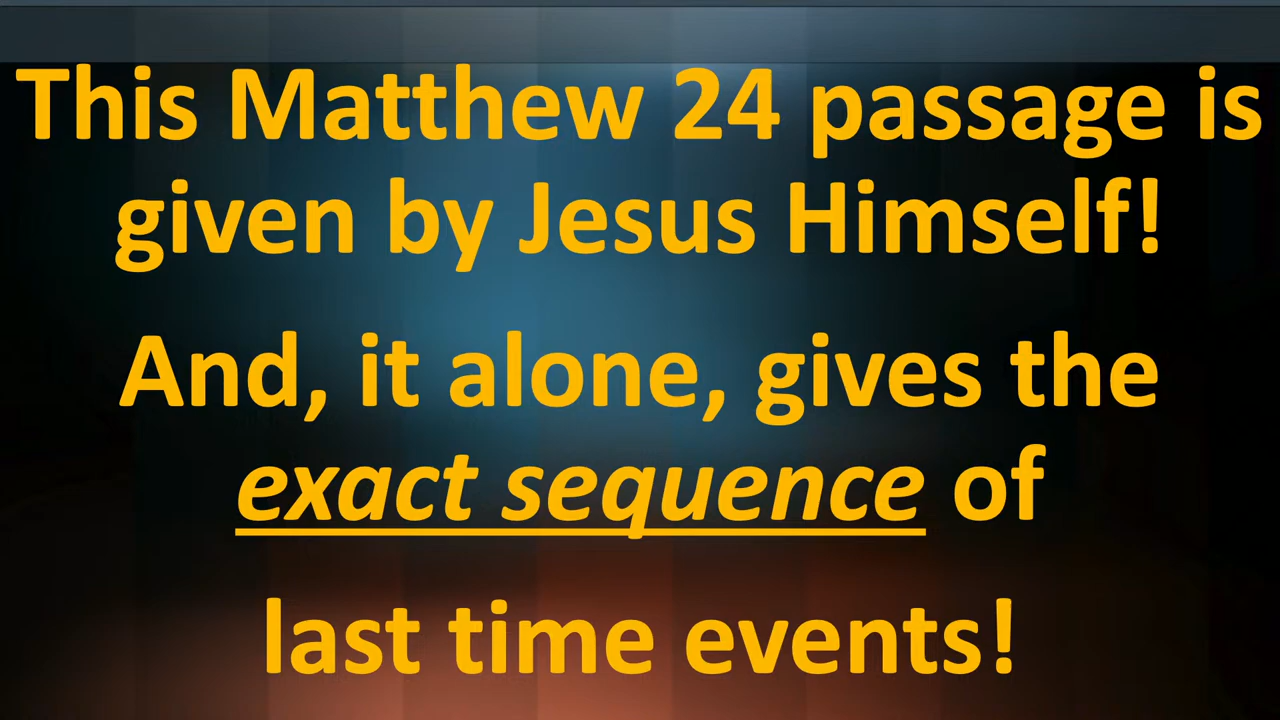 This Matthew 24 passage is
given by Jesus Himself!
And, it alone, gives the
exact sequence of
last time events!